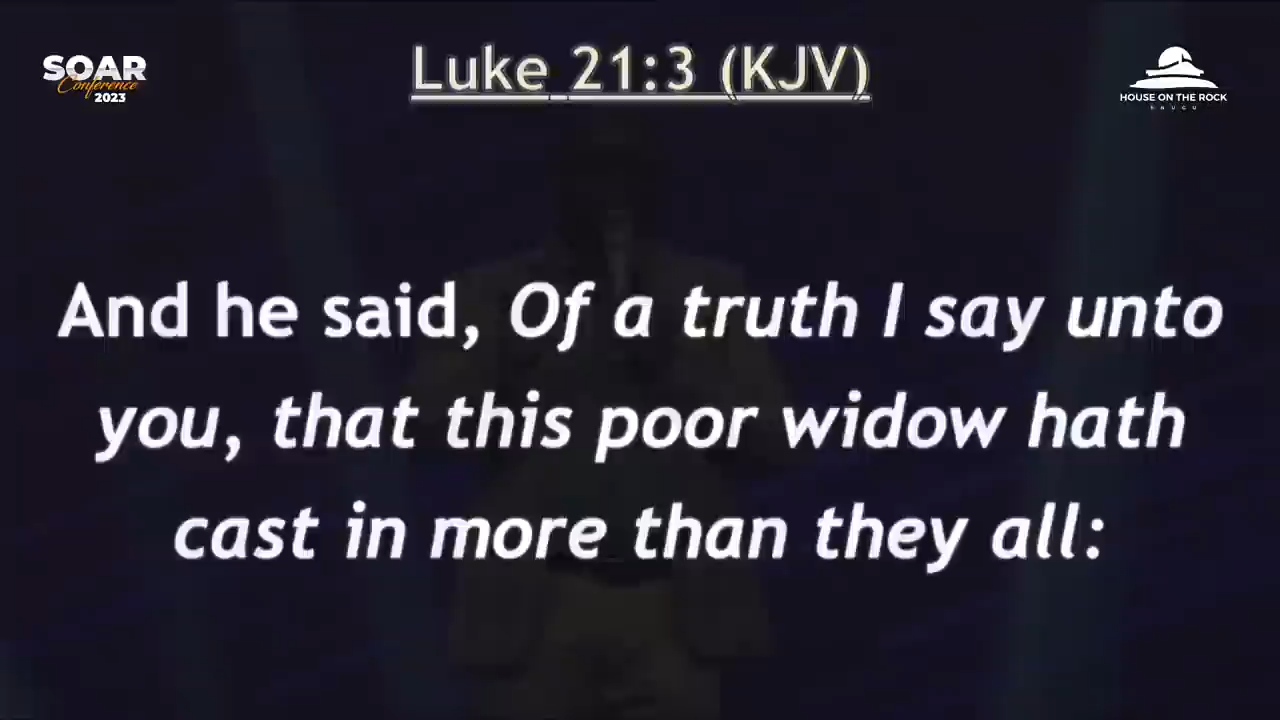 SOAR
Conference
2023
Luke 21:3 (KJV)
HOUSE ON THE ROCK
And he said, Of a truth I say unto
you, that this poor widow hath
cast in more than they all: